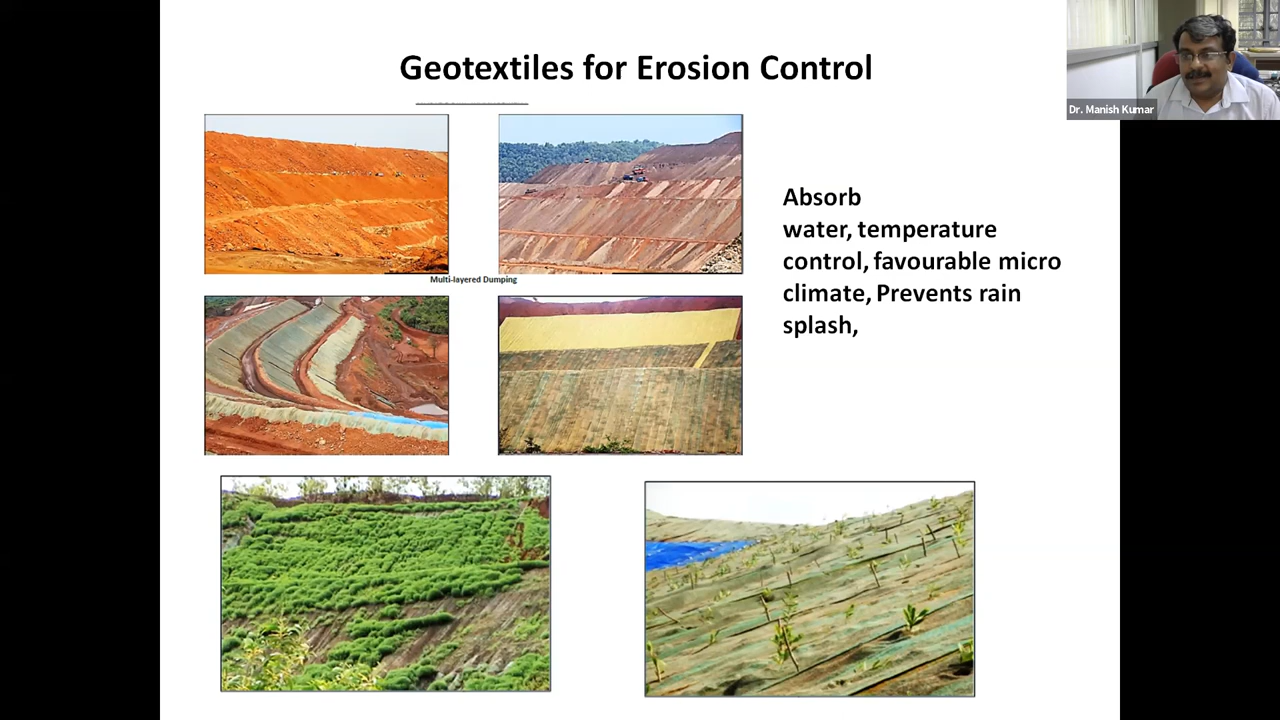 Geotextiles for Erosion Control
Dr. Manish Kumar
Multi-layered Dumping
Absorb
water, temperature
control, favourable micro
climate, Prevents rain
splash,